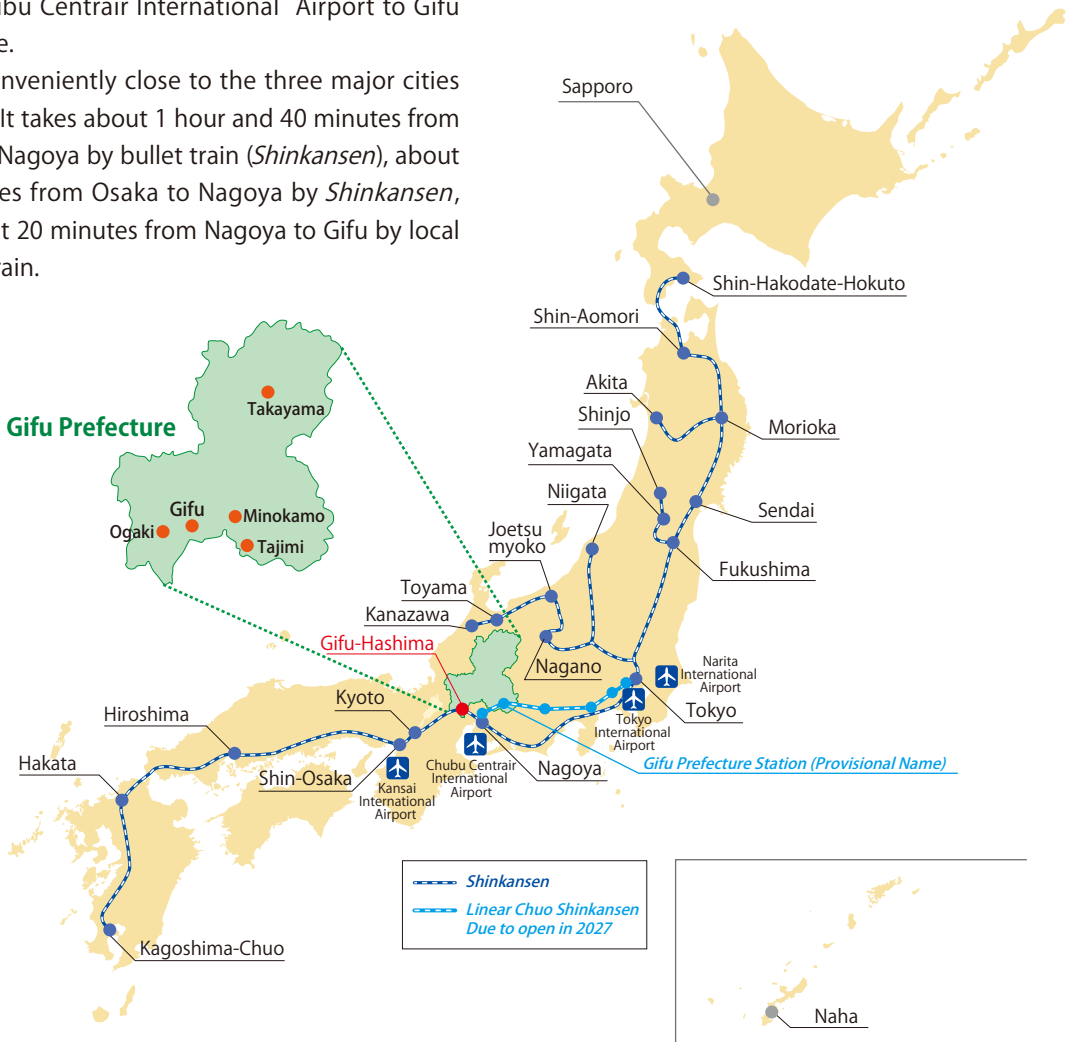 ibu Centrair International Airport to Gifu
e.
nveniently close to the three major cities
It takes about 1 hour and 40 minutes from
Nagoya by bullet train (Shinkansen), about
es from Osaka to Nagoya by Shinkansen,
t 20 minutes from Nagoya to Gifu by local
rain.
Sapporo
Shin-Hakodate-Hokuto
Shin-Aomori
Akita
Shinjo
Morioka
Yamagata
Niigata
Sendai
Joetsu
myoko
Fukushima
Toyama
Kanazawa
Gifu-Hashima
Nagano
Narita
International
Airport
Tokyo
Tokyo
International
Airport
Kyoto
Hiroshima
Hakata
Shin-Osaka
Kansai
International
Airport
Chubu Centrair
International
Airport
Nagoya
Gifu Prefecture Station (Provisional Name)
Kagoshima-Chuo
Gifu Prefecture
Takayama
Gifu
Ogaki
Minokamo
Tajimi
Shinkansen
Linear Chuo Shinkansen
Due to open in 2027
Naha